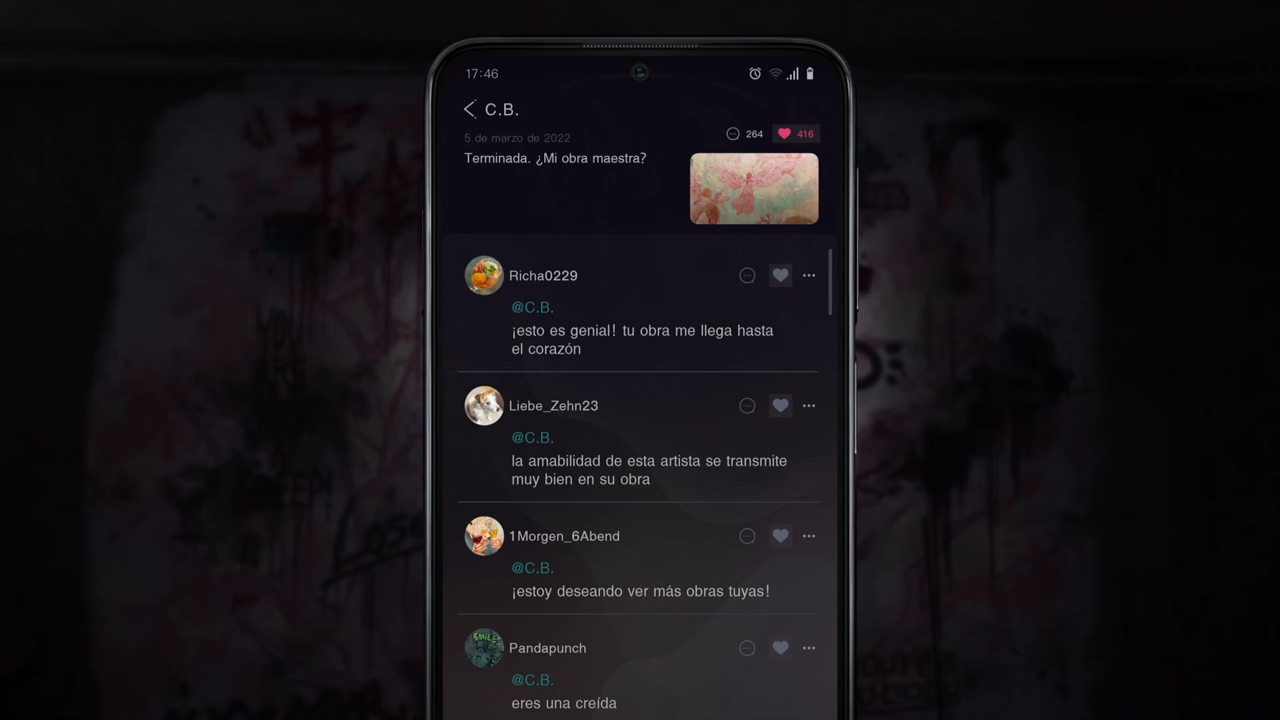 17:46
C.B.
5 de marzo de 2022
264
416
Terminada. ¿Mi obra maestra?
Richa0229
@C.B.
¡esto es genial! tu obra me llega hasta
el corazón
Liebe_Zehn23
@C.B.
la amabilidad de esta artista se transmite
muy bien en su obra
1Morgen_6Abend
@C.B.
¡estoy deseando ver más obras tuyas!
Pandapunch
@C.B.
eres una creída